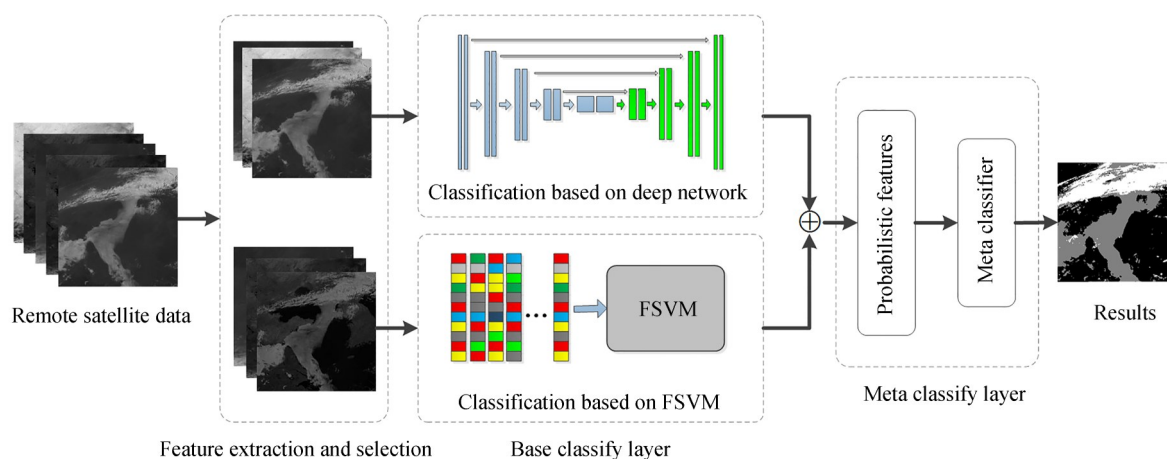 Classification based on deep network
Remote satellite data
FSVM
Classification based on FSVM
Feature extraction and selection
Base classify layer
Probabilistic features
Meta classifier
Meta classify layer
Results